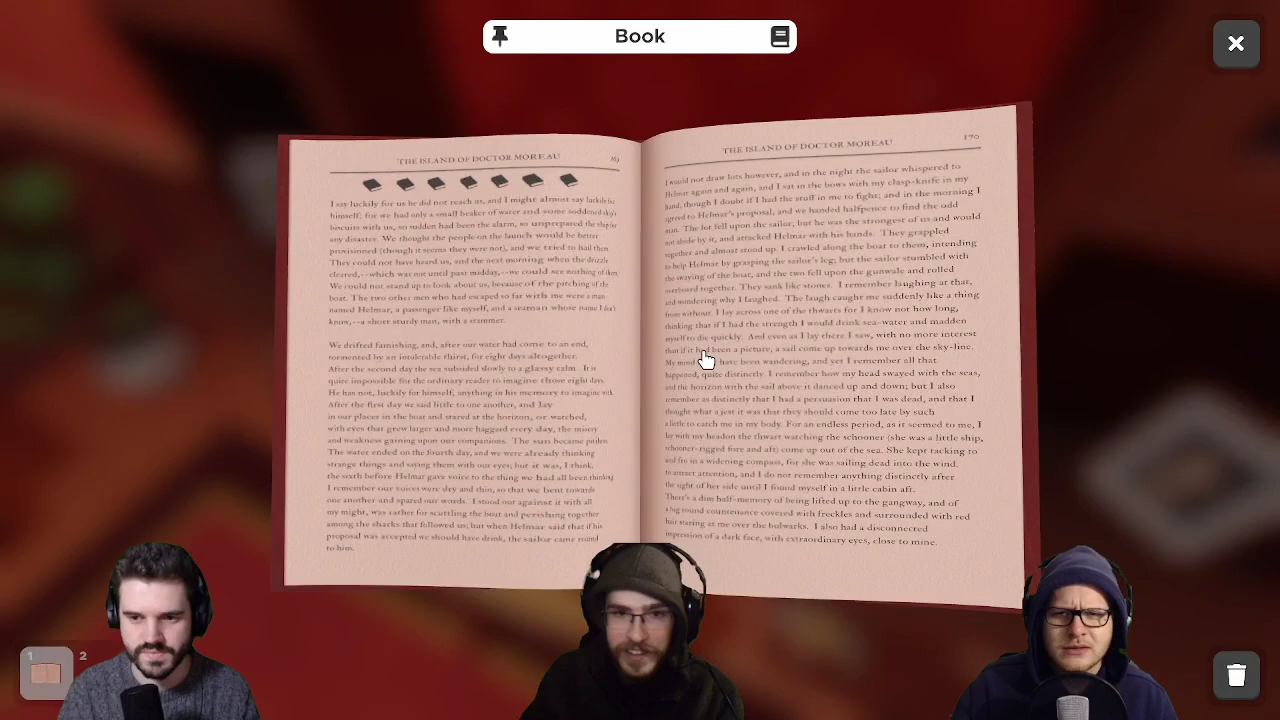 Book
THE ISLAND OF DOCTOR MOREAU
I say luckily for us he did not reach us, and I might almost say luckily for
himself; for we had only a small beaker of water and some soddened ship's
biscuits with us, so sudden had been the alarm, so unprepared the ship for
any disaster. We thought the people on the launch would be better
provisioned (though it seems they were not), and we tried to hail them.
They could not have heard us, and the next morning when the drizzle
cleared,--which was not until past midday,--we could see nothing of them.
We could not stand up to look about us, because of the pitching of the
boat. The two other men who had escaped so far with me were a man
named Helmar, a passenger like myself, and a seaman whose name I don't
know,--a short sturdy man, with a stammer.
We drifted famishing, and, after our water had come to an end,
tormented by an intolerable thirst, for eight days altogether.
After the second day the sea subsided slowly to a glassy calm. It is
quite impossible for the ordinary reader to imagine those eight days.
He has not, luckily for himself, anything in his memory to imagine with.
After the first day we said little to one another, and lay
in our places in the boat and stared at the horizon, or watched,
with eyes that grew larger and more haggard every day, the misery
and weakness gaining upon our companions. The sun became pitiless.
The water ended on the fourth day, and we were already thinking
strange things and saying them with our eyes; but it was, I think,
the sixth before Helmar gave voice to the thing we had all been thinking.
I remember our voices were dry and thin, so that we bent towards
one another and spared our words. I stood out against it with all
my might, was rather for scuttling the boat and perishing together
among the sharks that followed us; but when Helmar said that if his
proposal was accepted we should have drink, the sailor came round
to him.
THE ISLAND OF DOCTOR MOREAU 170
I would not draw lots however, and in the night the sailor whispered to
Helmar again and again, and I sat in the bows with my clasp-knife in my
hand, though I doubt if I had the stuff in me to fight; and in the morning I
agreed to Helmar's proposal, and we handed halfpence to find the odd
man. The lot fell upon the sailor; but he was the strongest of us and would
not abide by it, and attacked Helmar with his hands. They grappled
together and almost stood up. I crawled along the boat to them, intending
to help Helmar by grasping the sailor's leg; but the sailor stumbled with
the swaying of the boat, and the two fell upon the gunwale and rolled
overboard together. They sank like stones. I remember laughing at that,
and wondering why I laughed. The laugh caught me suddenly like a thing
from without. I lay across one of the thwarts for I know not how long,
thinking that if I had the strength I would drink sea-water and madden
myself to die quickly. And even as I lay there I saw, with no more interest
than if it had been a picture, a sail come up towards me over the sky-line.
My mind have been wandering, and yet I remember all that
happened, quite distinctly. I remember how my head swayed with the seas,
and the horizon with the sail above it danced up and down; but I also
remember as distinctly that I had a persuasion that I was dead, and that I
thought what a jest it was that they should come too late by such
a little to catch me in my body. For an endless period, as it seemed to me, I
lay with my headon the thwart watching the schooner (she was a little ship,
schooner-rigged fore and aft) come up out of the sea. She kept tacking to
and fro in a widening compass, for she was sailing dead into the wind.
to attract attention, and I do not remember anything distinctly after
the sight of her side until I found myself in a little cabin aft.
There's a dim half-memory of being lifted up to the gangway, and of
a big round countenance covered with freckles and surrounded with red
hair staring at me over the bulwarks. I also had a disconnected
impression of a dark face, with extraordinary eyes, close to mine.
1 2